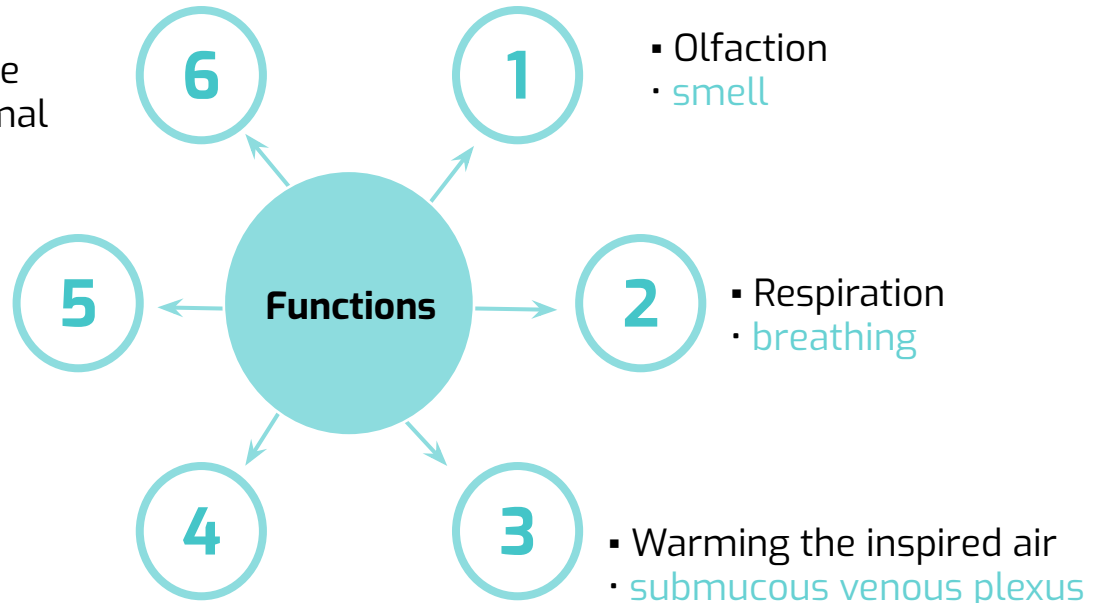 6
1
▪ Olfaction
· smell
5
Functions
2
▪ Respiration
· breathing
4
3
▪ Warming the inspired air
· submucous venous plexus